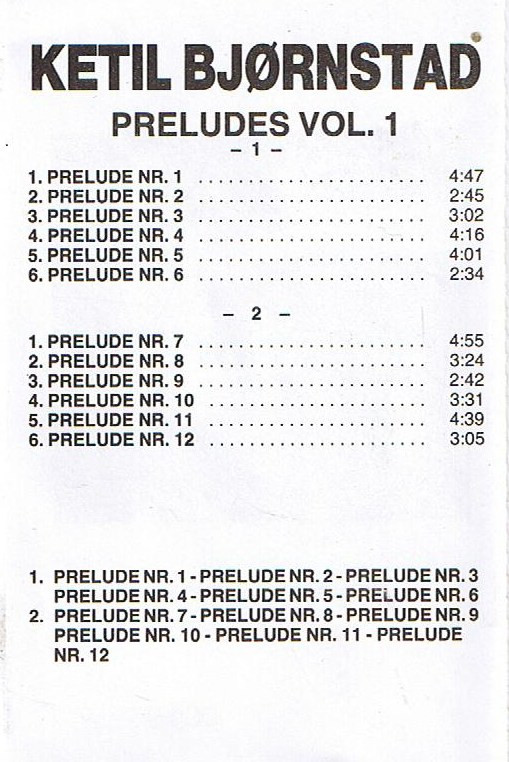 KETIL BJØRNSTAD
PRELUDES VOL. 1
– 1 –
1. PRELUDE NR. 1 . . . . . . . . . . . . . . . . . . . . . . . 4:47
2. PRELUDE NR. 2 . . . . . . . . . . . . . . . . . . . . . . . 2:45
3. PRELUDE NR. 3 . . . . . . . . . . . . . . . . . . . . . . . 3:02
4. PRELUDE NR. 4 . . . . . . . . . . . . . . . . . . . . . . . 4:16
5. PRELUDE NR. 5 . . . . . . . . . . . . . . . . . . . . . . . 4:01
6. PRELUDE NR. 6 . . . . . . . . . . . . . . . . . . . . . . . 2:34
– 2 –
1. PRELUDE NR. 7 . . . . . . . . . . . . . . . . . . . . . . . 4:55
2. PRELUDE NR. 8 . . . . . . . . . . . . . . . . . . . . . . . 3:24
3. PRELUDE NR. 9 . . . . . . . . . . . . . . . . . . . . . . . 2:42
4. PRELUDE NR. 10 . . . . . . . . . . . . . . . . . . . . . . 3:31
5. PRELUDE NR. 11 . . . . . . . . . . . . . . . . . . . . . . 4:39
6. PRELUDE NR. 12 . . . . . . . . . . . . . . . . . . . . . . 3:05
1. PRELUDE NR. 1 - PRELUDE NR. 2 - PRELUDE NR. 3
PRELUDE NR. 4 - PRELUDE NR. 5 - PRELUDE NR. 6
2. PRELUDE NR. 7 - PRELUDE NR. 8 - PRELUDE NR. 9
PRELUDE NR. 10 - PRELUDE NR. 11 - PRELUDE
NR. 12